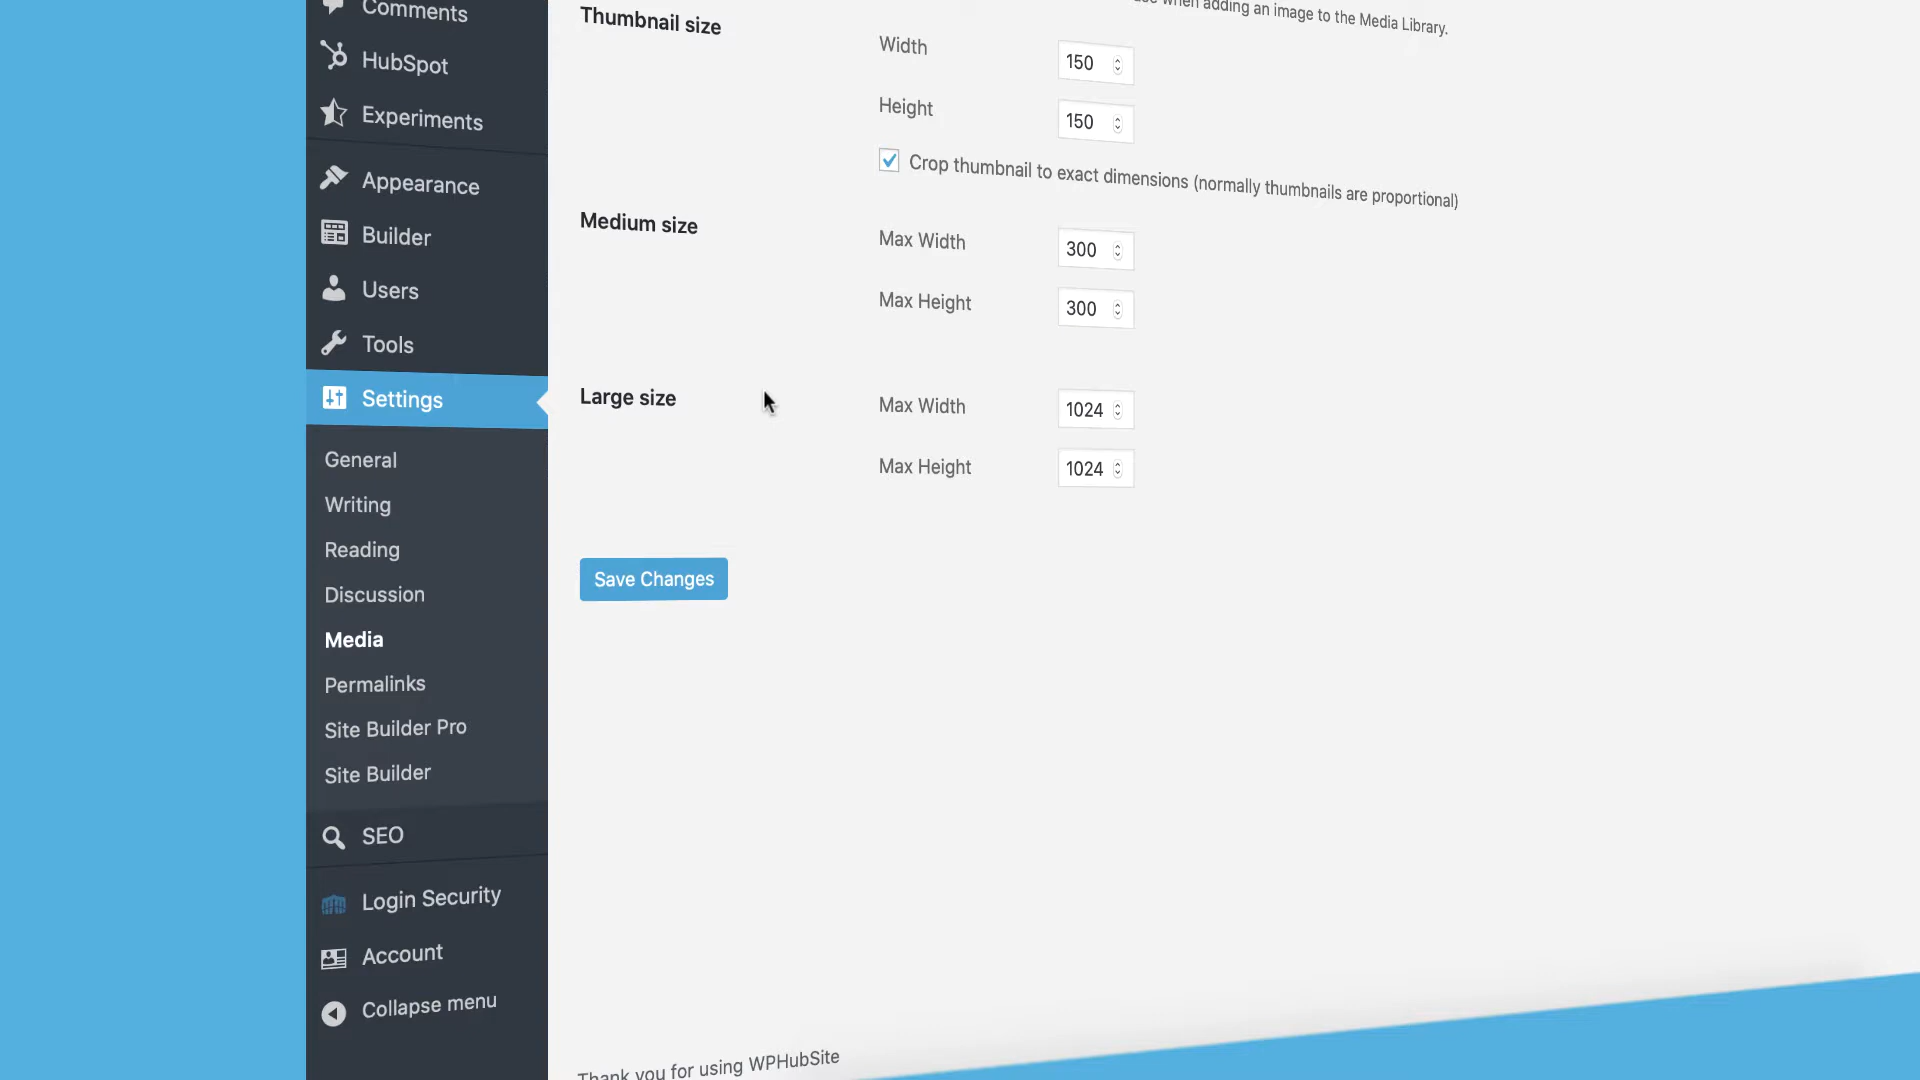 Comments
HubSpot
Experiments
Appearance
Builder
Users
Tools
Settings
General
Writing
Reading
Discussion
Media
Permalinks
Site Builder Pro
Site Builder
SEO
Login Security
Account
Collapse menu
when adding an image to the Media Library.
Thumbnail size
Width 150
Height 150
Crop thumbnail to exact dimensions (normally thumbnails are proportional)
Medium size
Max Width 300
Max Height 300
Large size
Max Width 1024
Max Height 1024
Save Changes
Thank you for using WPHubSite